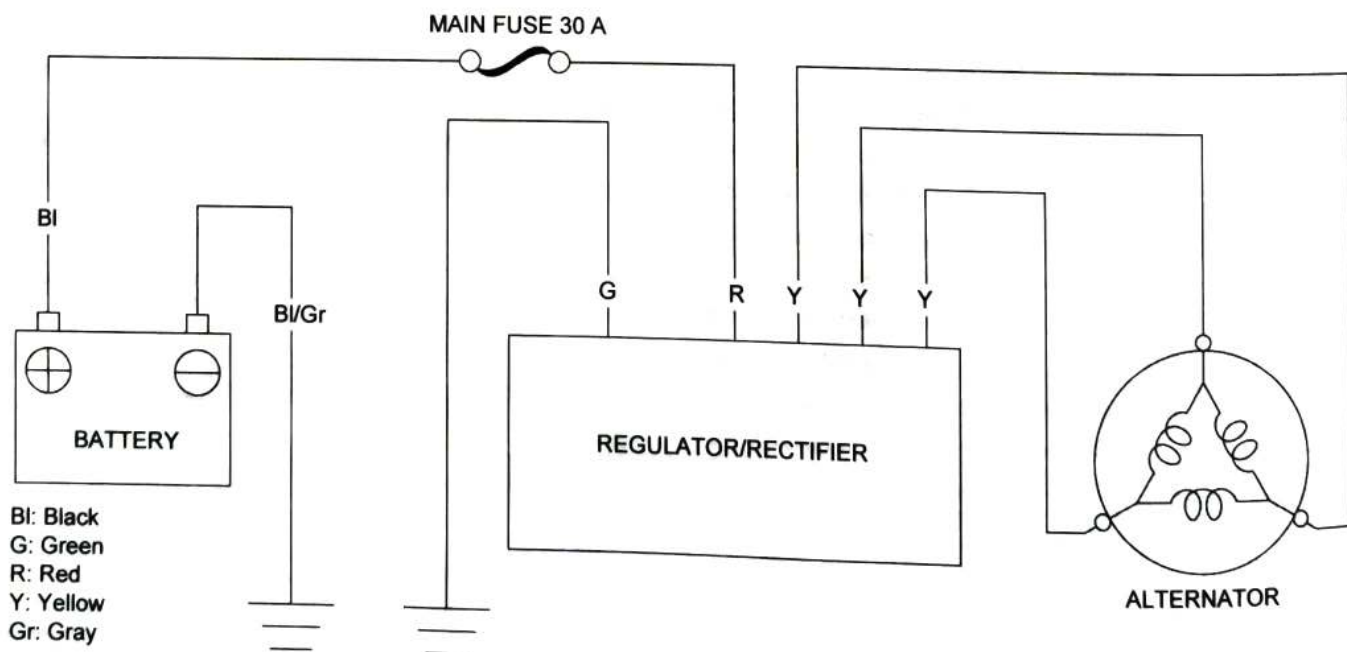 MAIN FUSE 30 A
Bl
Bl/Gr
G
R
Y
Y
Y
BATTERY
REGULATOR/RECTIFIER
ALTERNATOR
Bl: Black
G: Green
R: Red
Y: Yellow
Gr: Gray